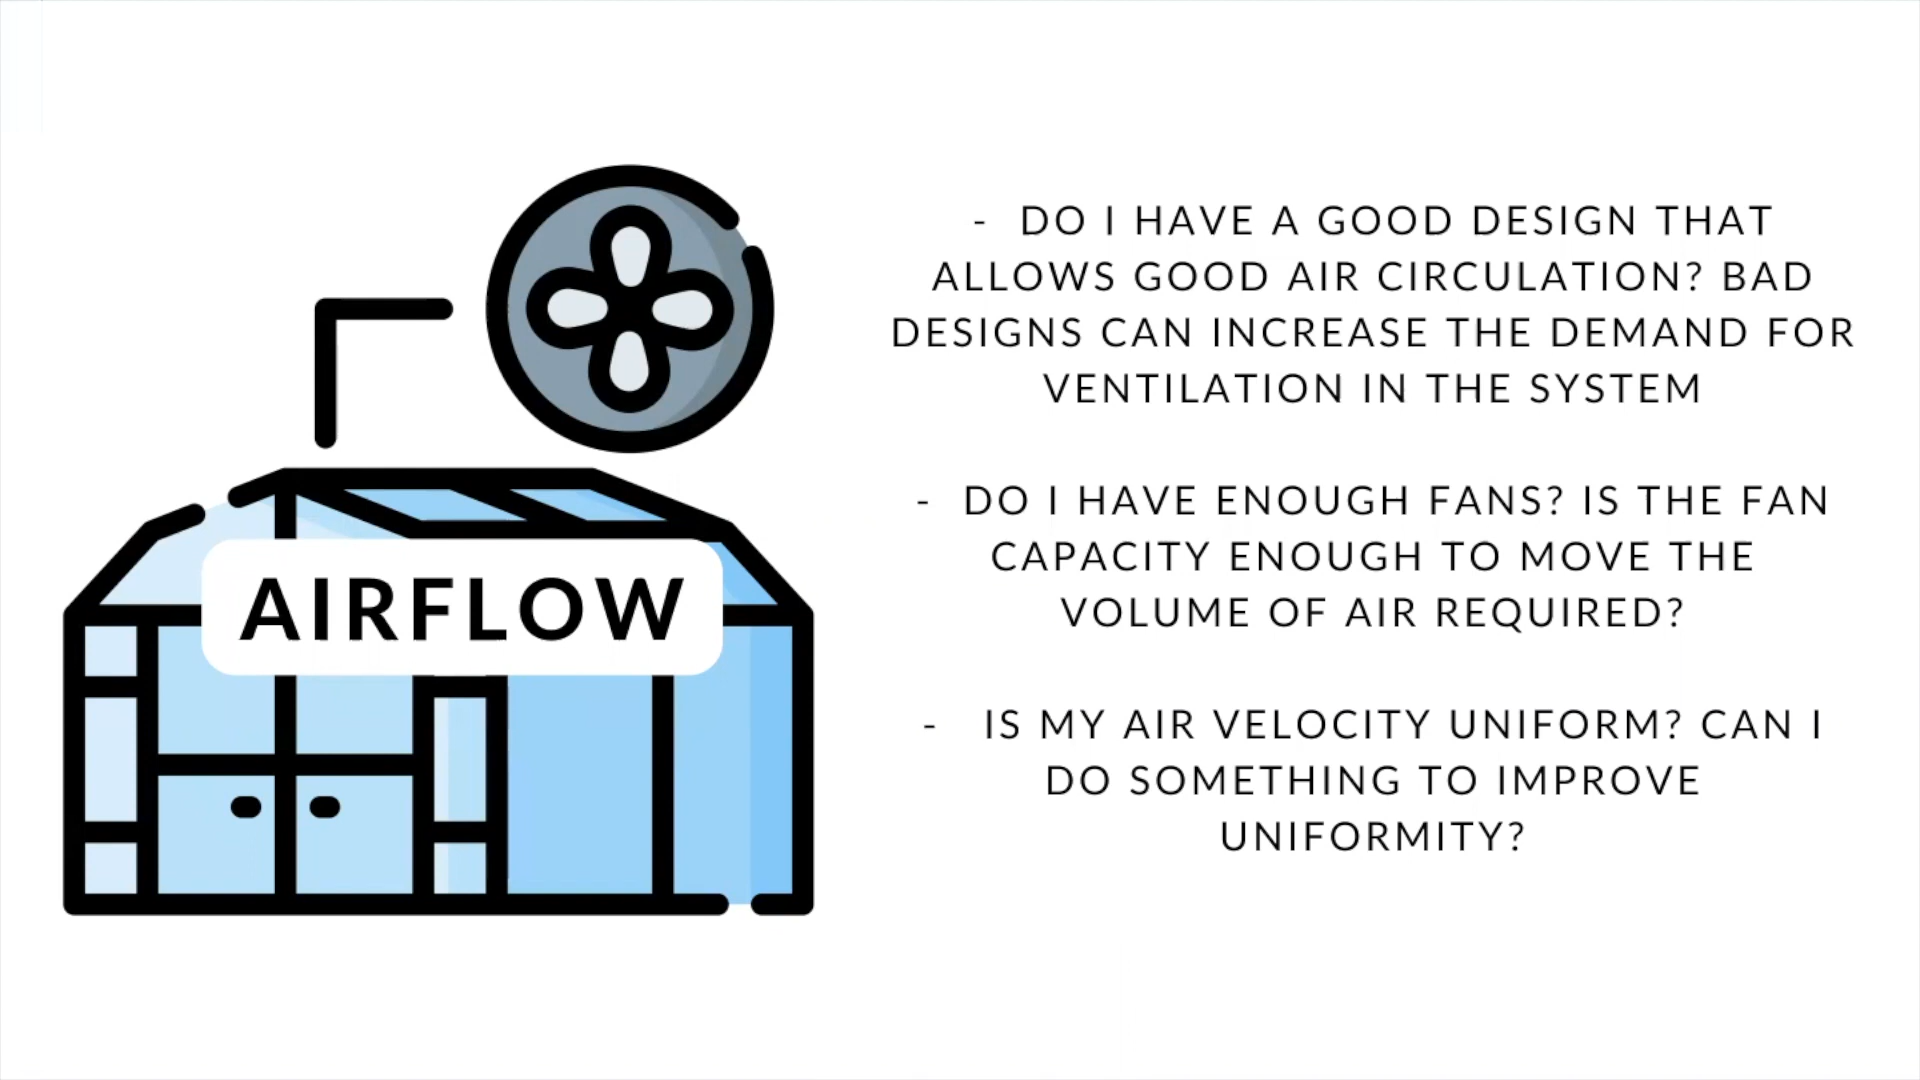 AIRFLOW
- DO I HAVE A GOOD DESIGN THAT
ALLOWS GOOD AIR CIRCULATION? BAD
DESIGNS CAN INCREASE THE DEMAND FOR
VENTILATION IN THE SYSTEM
- DO I HAVE ENOUGH FANS? IS THE FAN
CAPACITY ENOUGH TO MOVE THE
VOLUME OF AIR REQUIRED?
- IS MY AIR VELOCITY UNIFORM? CAN I
DO SOMETHING TO IMPROVE
UNIFORMITY?